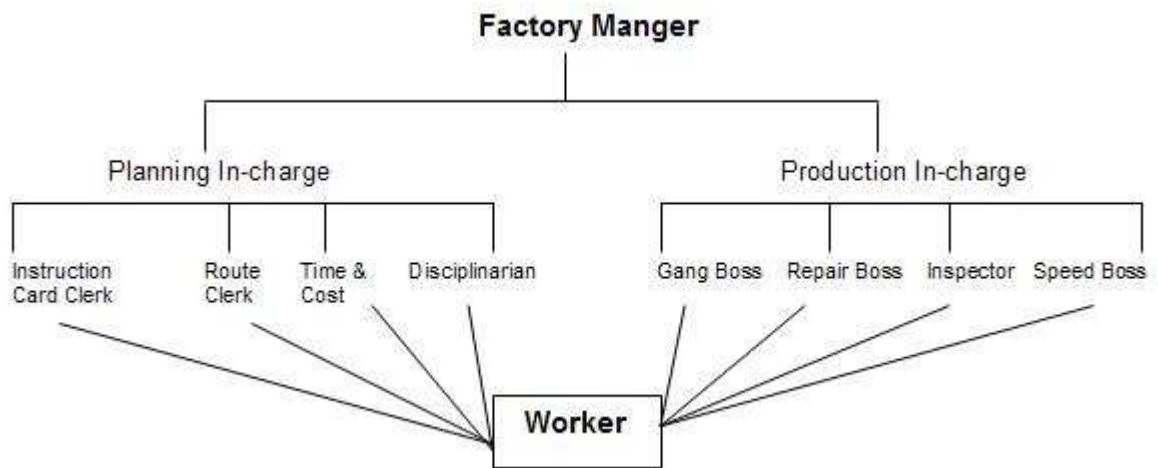 Factory Manger
Planning In-charge
Production In-charge
Instruction
Card Clerk
Route
Clerk
Time &
Cost
Disciplinarian
Gang Boss
Repair Boss
Inspector
Speed Boss
Worker